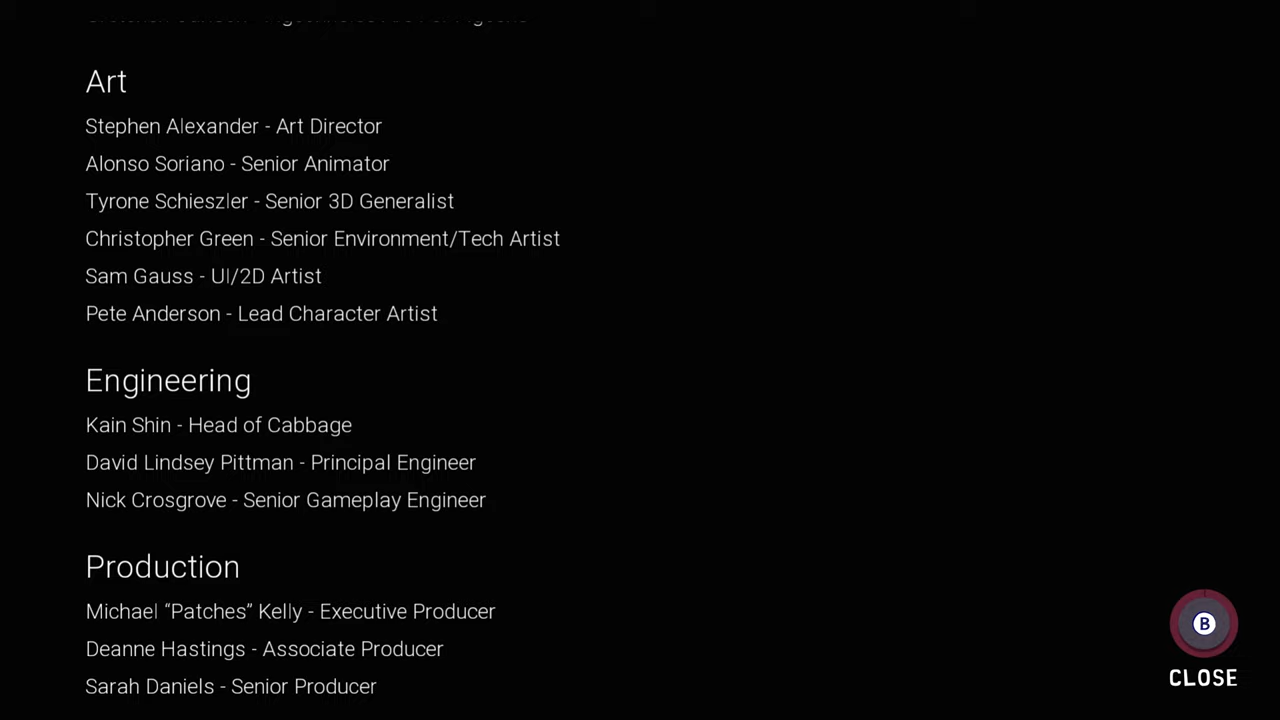 Art
Stephen Alexander - Art Director
Alonso Soriano - Senior Animator
Tyrone Schieszler - Senior 3D Generalist
Christopher Green - Senior Environment/Tech Artist
Sam Gauss - UI/2D Artist
Pete Anderson - Lead Character Artist
Engineering
Kain Shin - Head of Cabbage
David Lindsey Pittman - Principal Engineer
Nick Crosgrove - Senior Gameplay Engineer
Production
Michael “Patches” Kelly - Executive Producer
Deanne Hastings - Associate Producer
Sarah Daniels - Senior Producer
B
CLOSE